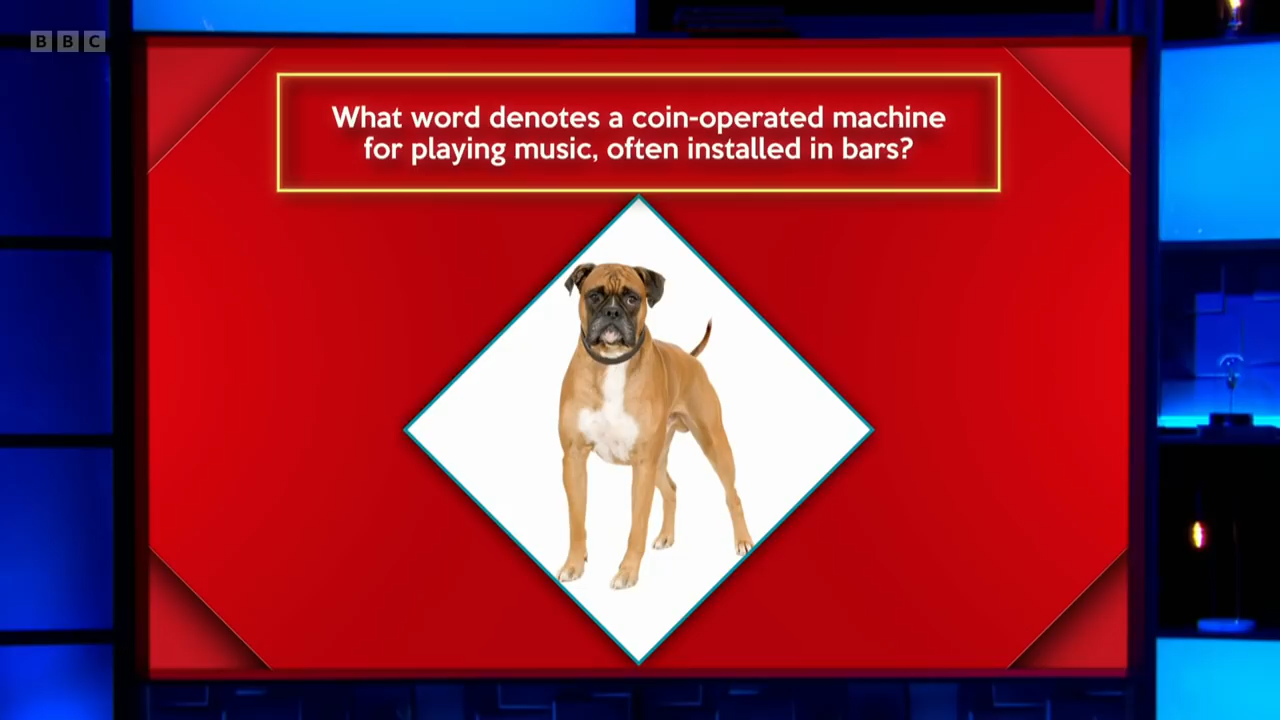 BBC
What word denotes a coin-operated machine
for playing music, often installed in bars?